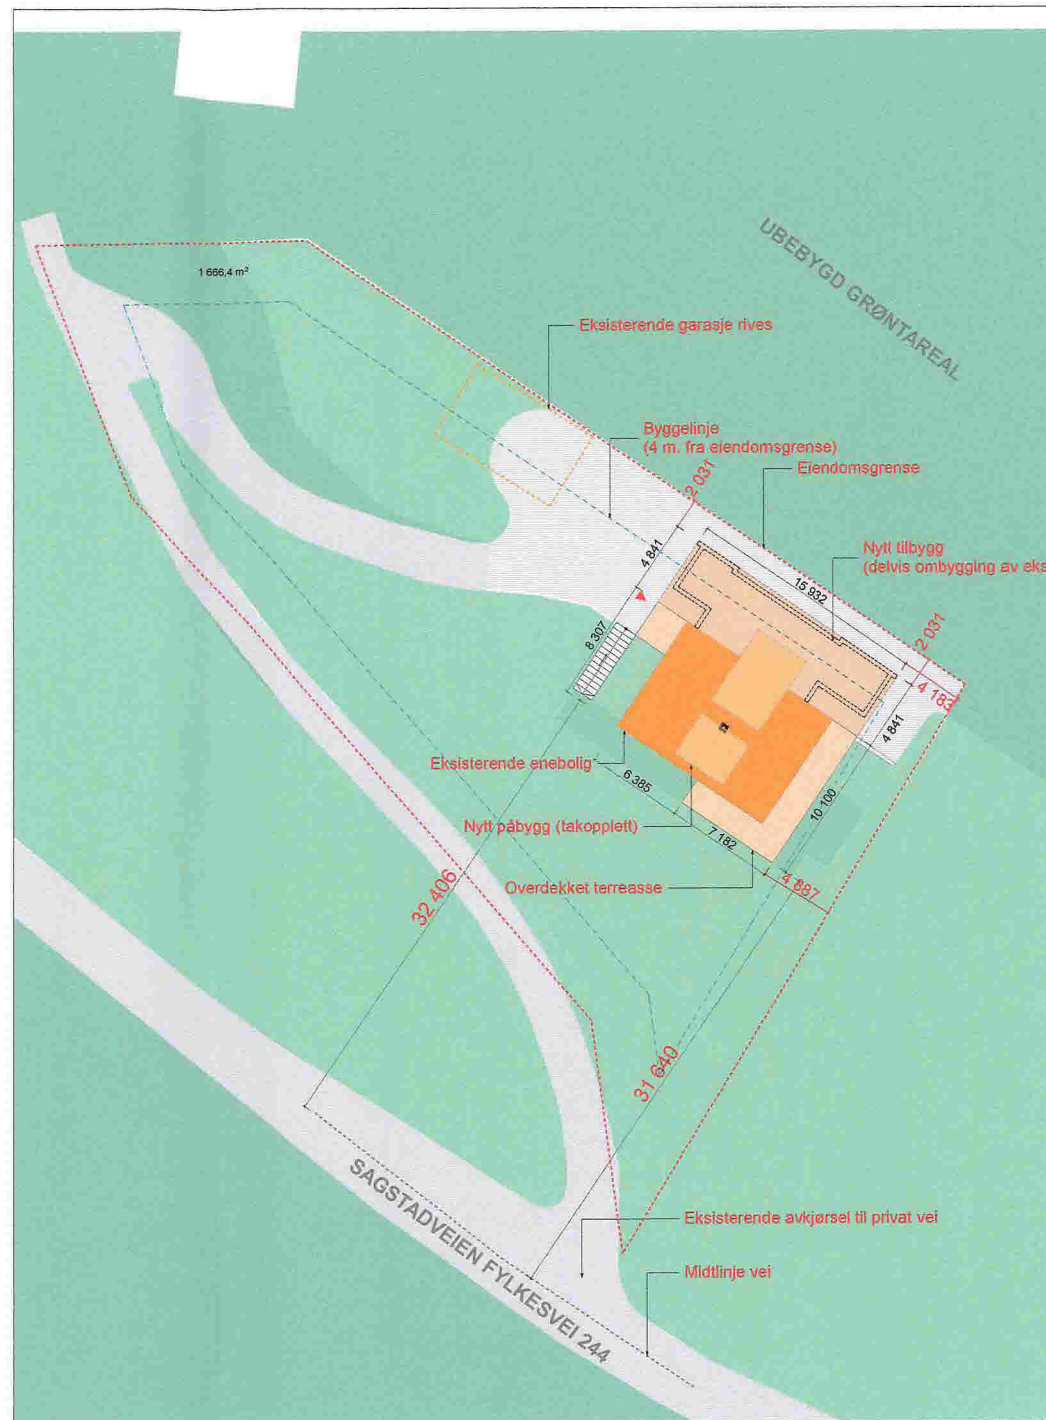 UBEBYGD GRØNTAREAL
1 666,4 m²
Eksisterende garasje rives
Byggelinje
(4 m. fra eiendomsgrense)
Eiendomsgrense
2 031
4 841
Nytt tilbygg
(delvis ombygging av eks
15 932
8 307
2 031
4 183
4 841
Eksisterende enebolig
6 385
10 100
Nytt påbygg (takopplett)
7 182
4 887
Overdekket terreasse
32 406
31 640
SAGSTADVEIEN FYLKESVEI 244
Eksisterende avkjørsel til privat vei
Midtlinje vei